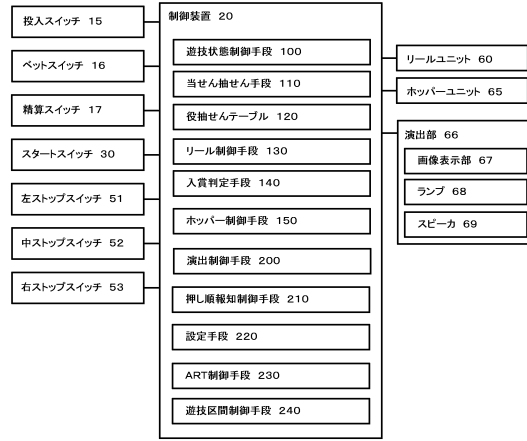 投入スイッチ 15
ベットスイッチ 16
精算スイッチ 17
スタートスイッチ 30
左ストップスイッチ 51
中ストップスイッチ 52
右ストップスイッチ 53
制御装置 20
遊技状態制御手段 100
当せん抽せん手段 110
役抽せんテーブル 120
リール制御手段 130
入賞判定手段 140
ホッパー制御手段 150
演出制御手段 200
押し順報知制御手段 210
設定手段 220
ART制御手段 230
遊技区間制御手段 240
リールユニット 60
ホッパーユニット 65
演出部 66
画像表示部 67
ランプ 68
スピーカ 69